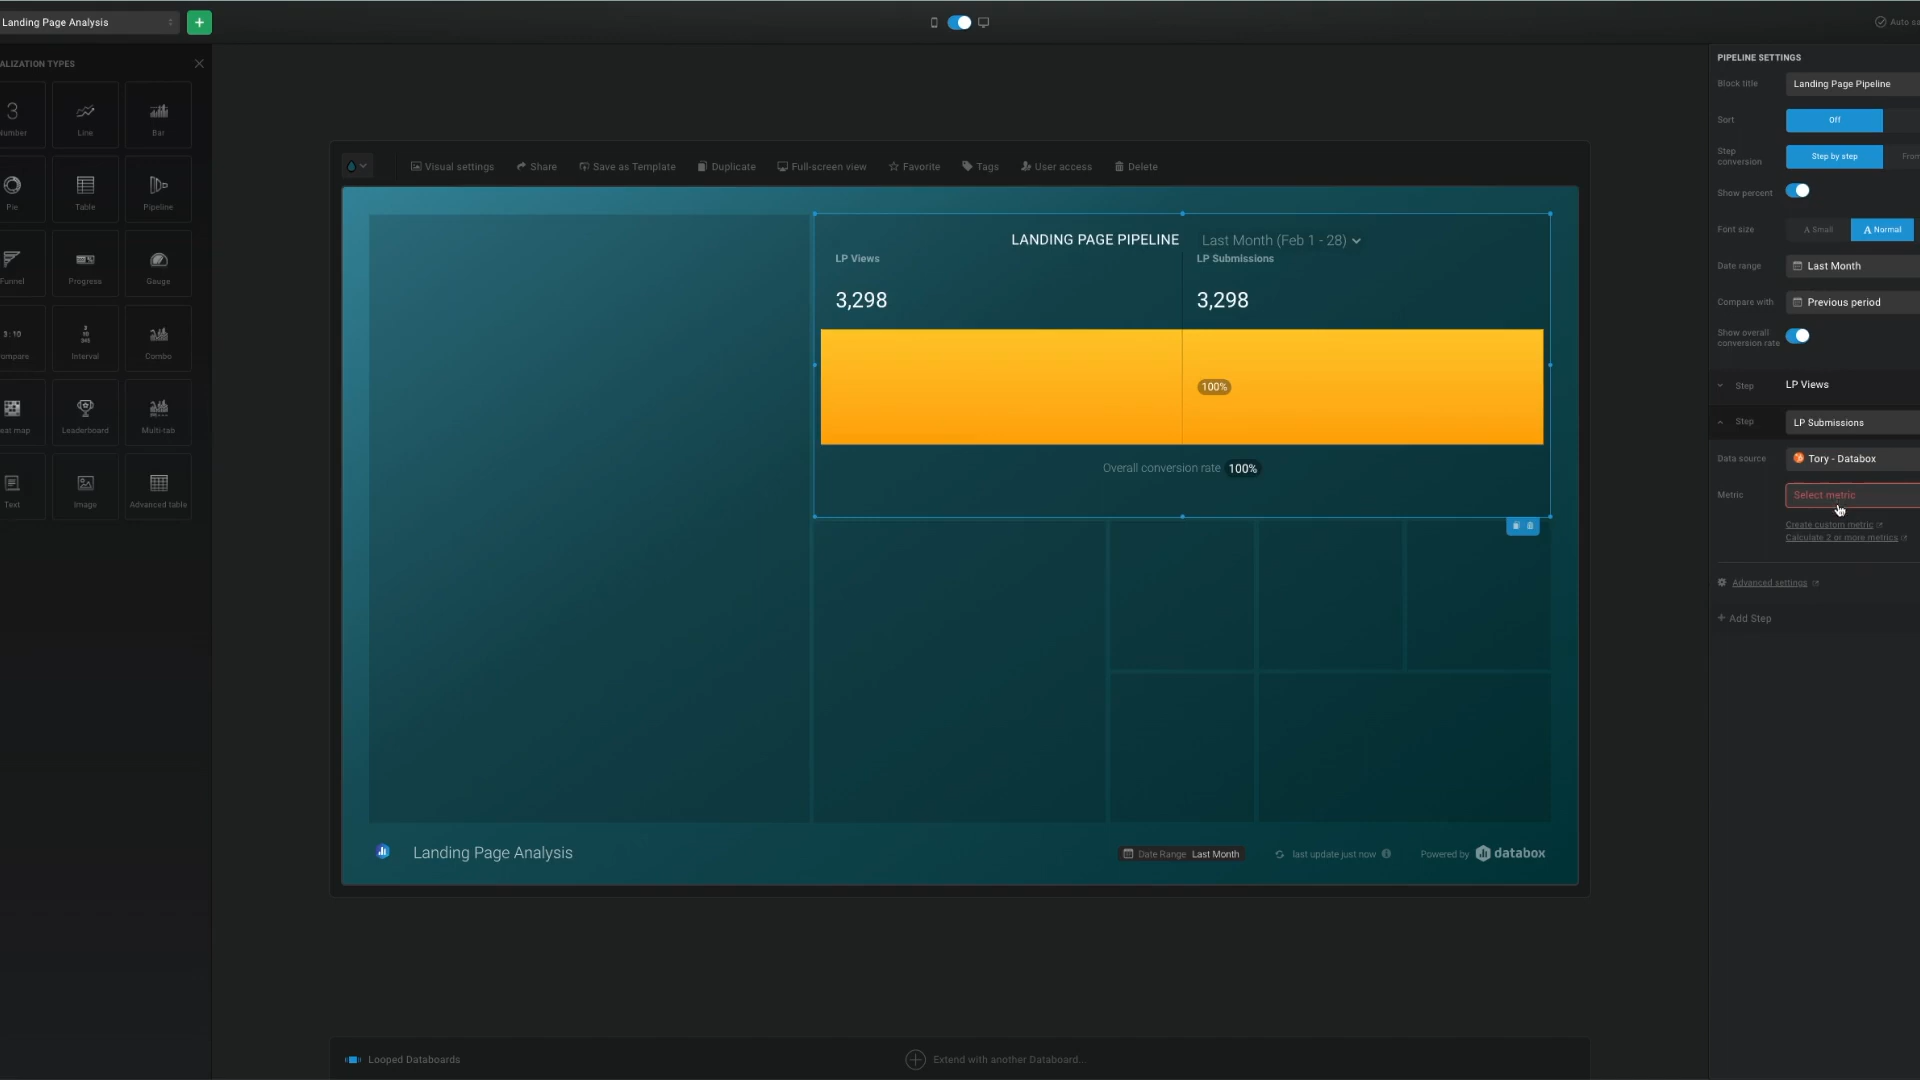 Landing Page Analysis
+
Auto sa
ALIZATION TYPES
Number
Line
Bar
Pie
Table
Pipeline
Funnel
Progress
Gauge
ompare
Interval
Combo
eat map
Leaderboard
Multi-tab
Text
Image
Advanced table
Visual settings
Share
Save as Template
Duplicate
Full-screen view
Favorite
Tags
User access
Delete
LANDING PAGE PIPELINE
Last Month (Feb 1 - 28)
LP Views
LP Submissions
3,298
3,298
100%
Overall conversion rate 100%
Landing Page Analysis
Date Range Last Month
last update just now
Powered by databox
Looped Databoards
Extend with another Databoard...
PIPELINE SETTINGS
Block title
Landing Page Pipeline
Sort
Off
Step conversion
Step by step
From
Show percent
Font size
A Small
A Normal
Date range
Last Month
Compare with
Previous period
Show overall conversion rate
Step
LP Views
Step
LP Submissions
Data source
Tory - Databox
Metric
Select metric
Create custom metric
Calculate 2 or more metrics
Advanced settings
+ Add Step